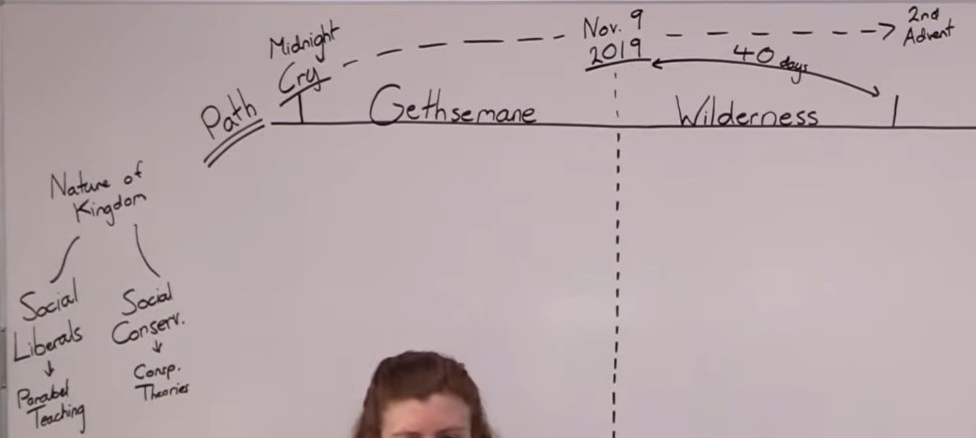 Midnight
Cry
Nov. 9
2019
2nd
Advent
40 days
Path
Gethsemane
Wilderness
Nature of
Kingdom
Social
Liberals
Parabel
Teaching
Social
Conserv.
Consp.
Theories